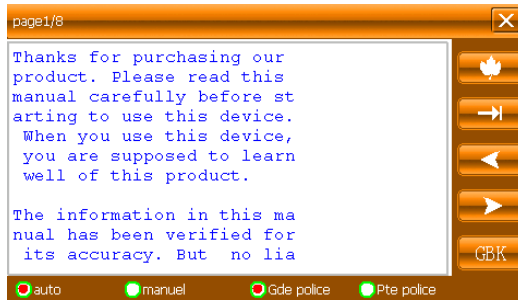 page1/8
Thanks for purchasing our
product. Please read this
manual carefully before st
arting to use this device.
When you use this device,
you are supposed to learn
well of this product.
The information in this ma
nual has been verified for
its accuracy. But  no lia
GBK
auto
manuel
Gde police
Pte police